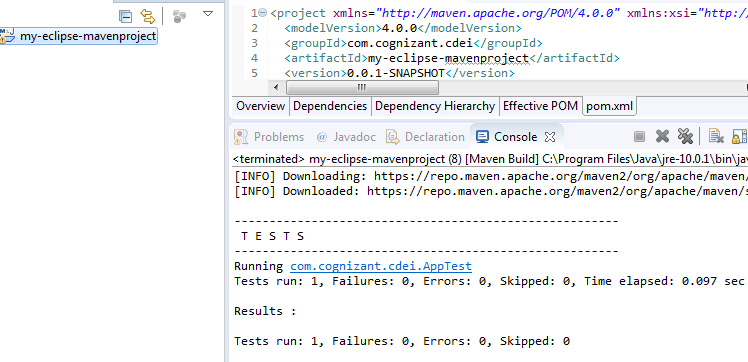 my-eclipse-mavenproject
1 <project xmlns="http://maven.apache.org/POM/4.0.0" xmlns:xsi="http:/
2 <modelVersion>4.0.0</modelVersion>
3 <groupId>com.cognizant.cdei</groupId>
4 <artifactId>my-eclipse-mavenproject</artifactId>
5 <version>0.0.1-SNAPSHOT</version>
Overview Dependencies Dependency Hierarchy Effective POM pom.xml
Problems @ Javadoc Declaration Console
<terminated> my-eclipse-mavenproject (8) [Maven Build] C:\Program Files\Java\jre-10.0.1\bin\jav
[INFO] Downloading: https://repo.maven.apache.org/maven2/org/apache/maven/
[INFO] Downloaded: https://repo.maven.apache.org/maven2/org/apache/maven/s
-------------------------------------------------------
T E S T S
-------------------------------------------------------
Running com.cognizant.cdei.AppTest
Tests run: 1, Failures: 0, Errors: 0, Skipped: 0, Time elapsed: 0.097 sec
Results :
Tests run: 1, Failures: 0, Errors: 0, Skipped: 0